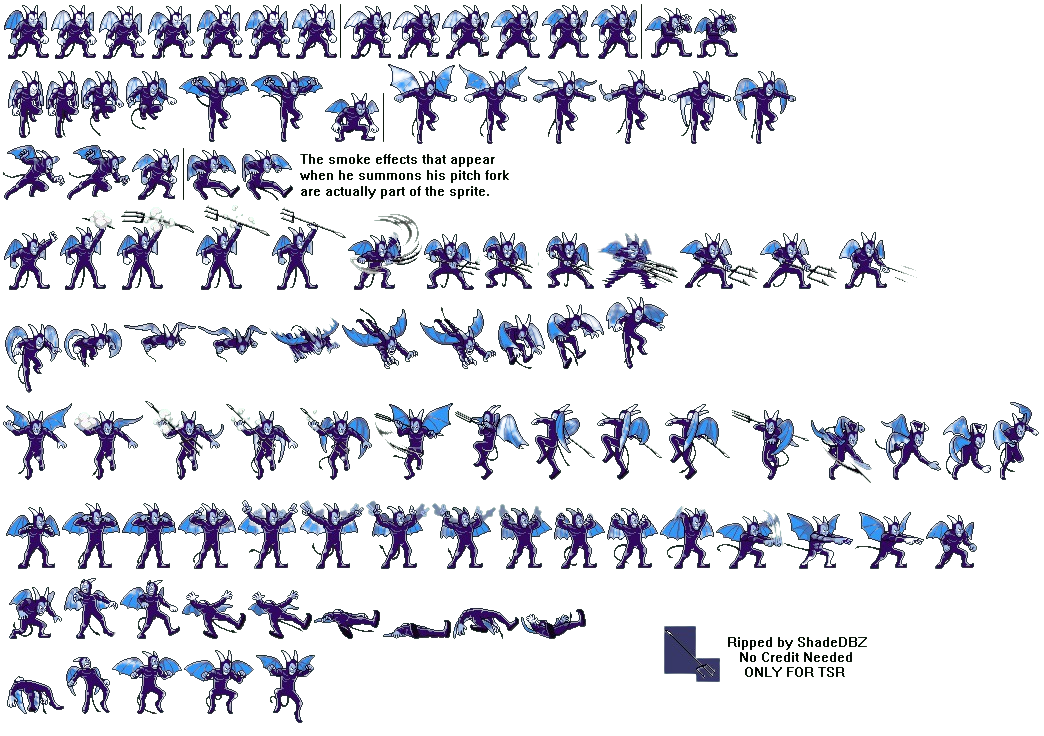 The smoke effects that appear
when he summons his pitch fork
are actually part of the sprite.
Ripped by ShadeDBZ
No Credit Needed
ONLY FOR TSR